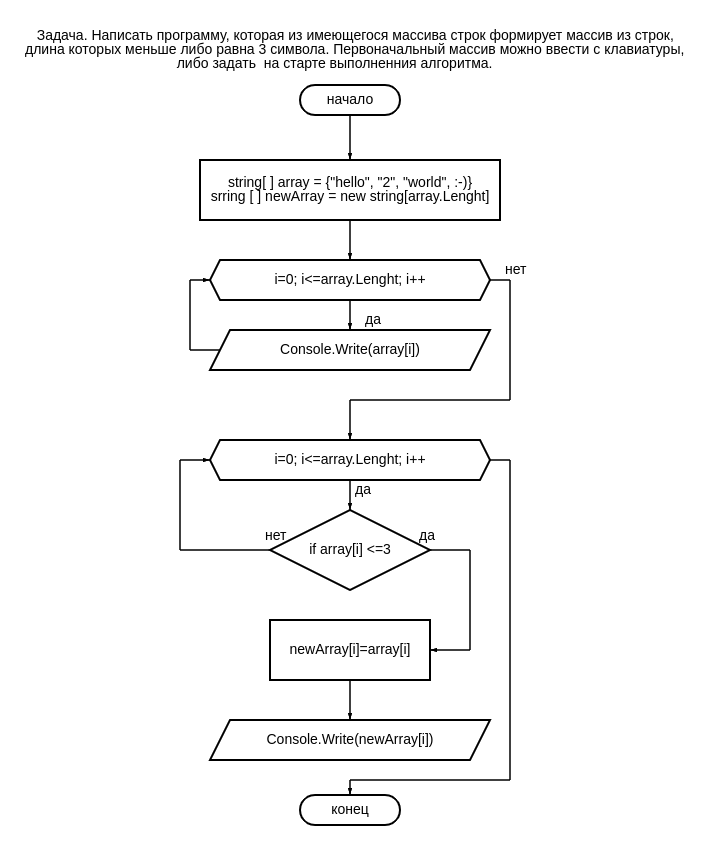 Задача. Написать программу, которая из имеющегося массива строк формирует массив из строк,
длина которых меньше либо равна 3 символа. Первоначальный массив можно ввести с клавиатуры,
либо задать  на старте выполненния алгоритма.
начало
string[ ] array = {"hello", "2", "world", :-)}
srring [ ] newArray = new string[array.Lenght]
i=0; i<=array.Lenght; i++
нет
да
Console.Write(array[i])
i=0; i<=array.Lenght; i++
да
нет
да
if array[i] <=3
newArray[i]=array[i]
Console.Write(newArray[i])
конец